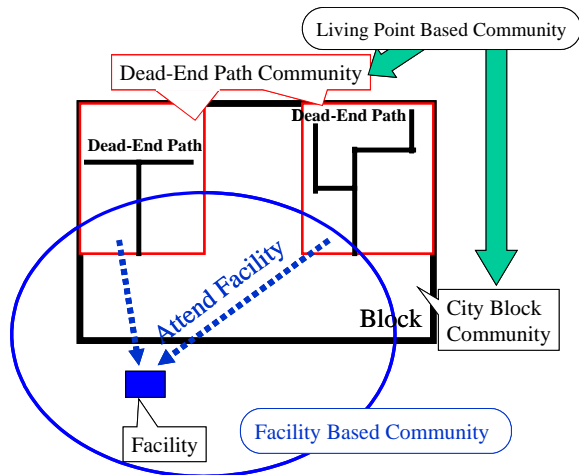 Living Point Based Community
Dead-End Path Community
Dead-End Path
Dead-End Path
Attend Facility
Block
City Block
Community
Facility
Facility Based Community